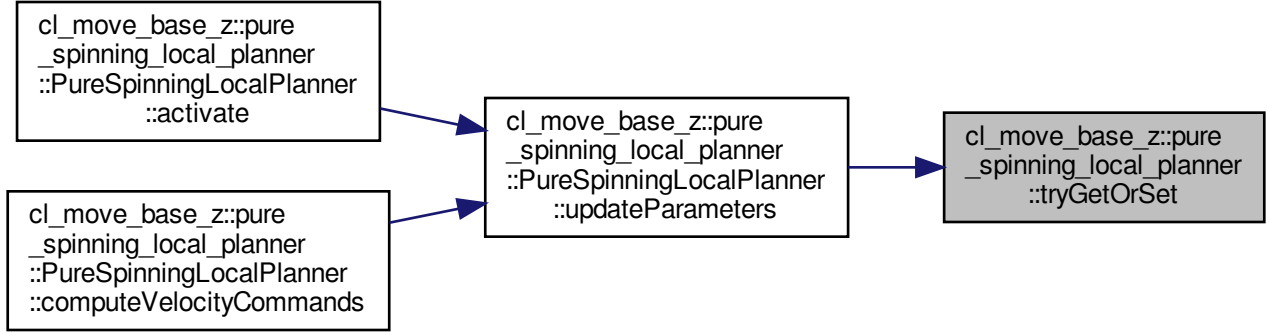 cl_move_base_z::pure
_spinning_local_planner
::PureSpinningLocalPlanner
::activate
cl_move_base_z::pure
_spinning_local_planner
::PureSpinningLocalPlanner
::computeVelocityCommands
cl_move_base_z::pure
_spinning_local_planner
::PureSpinningLocalPlanner
::updateParameters
cl_move_base_z::pure
_spinning_local_planner
::tryGetOrSet